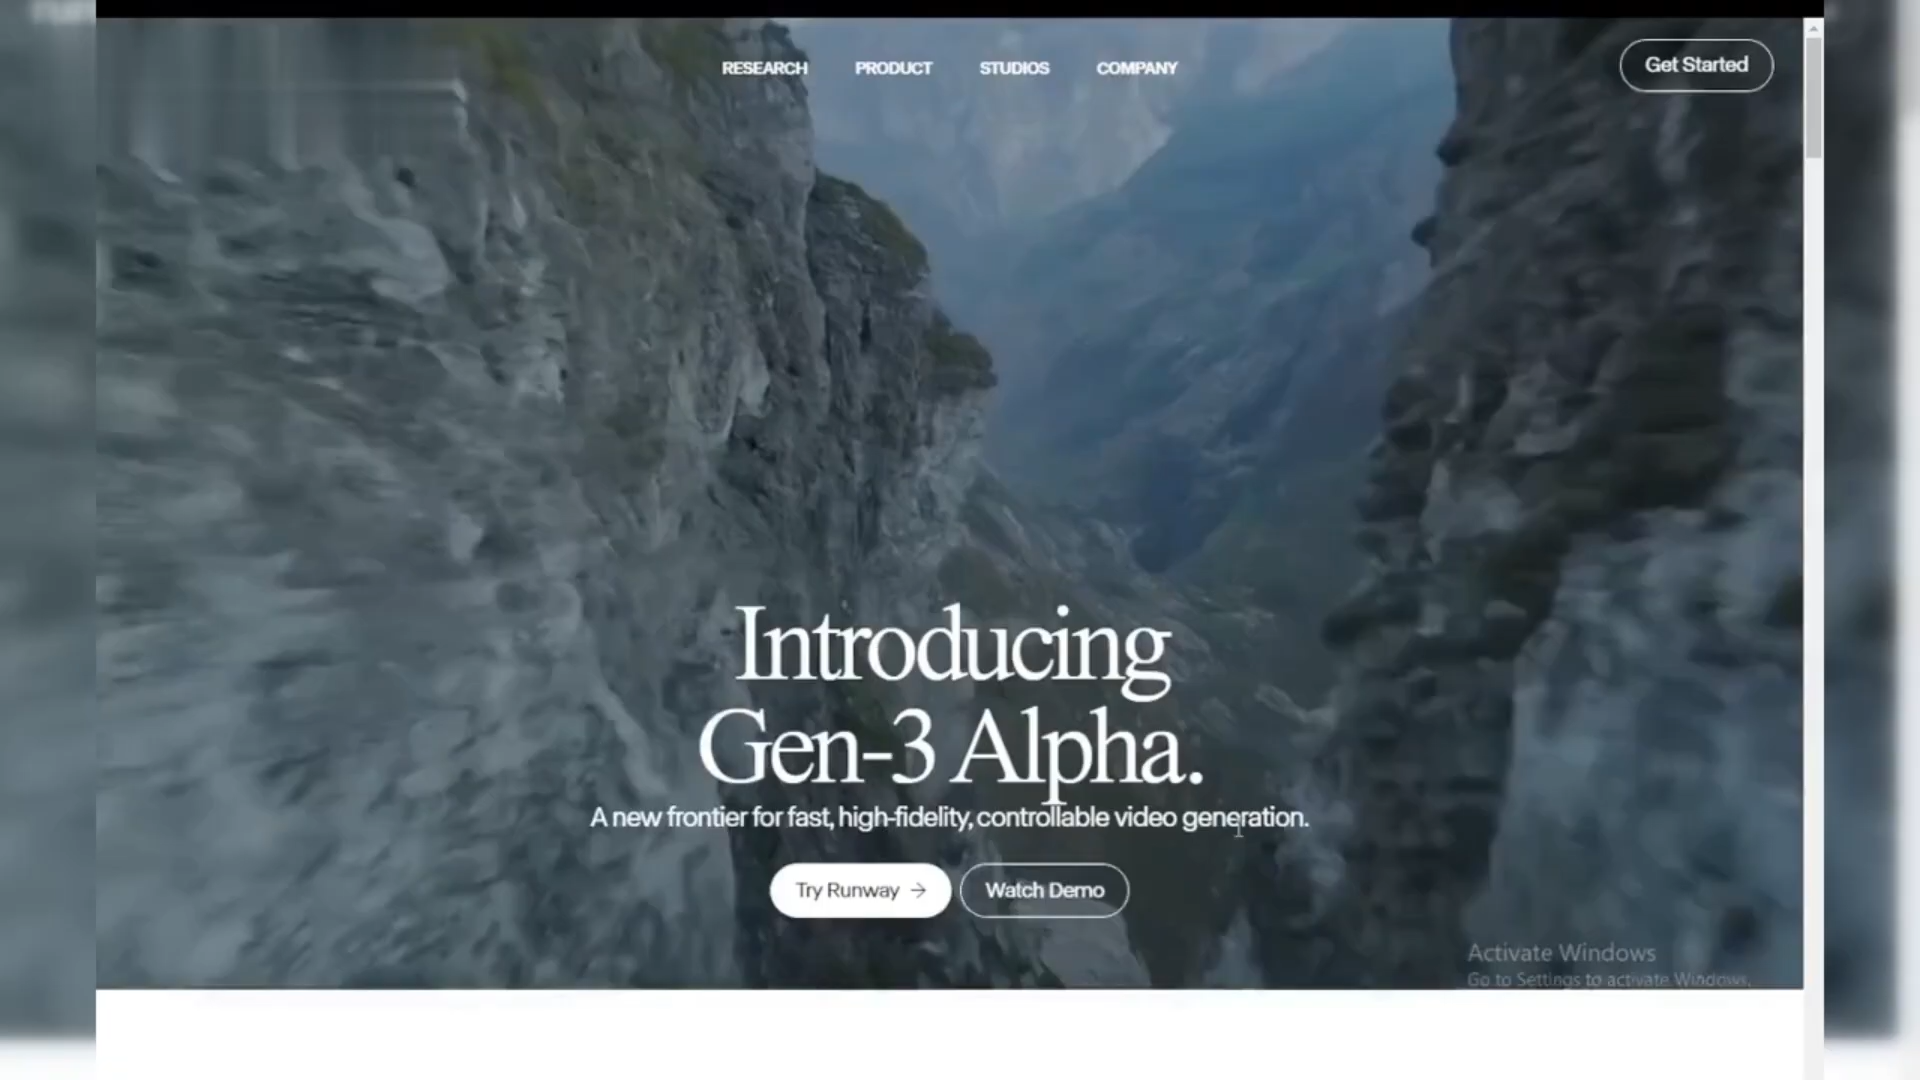 RESEARCH PRODUCT STUDIOS COMPANY Get Started
Introducing
Gen-3 Alpha.
A new frontier for fast, high-fidelity, controllable video generation.
Try Runway → Watch Demo
Activate Windows
Go to Settings to activate Windows.